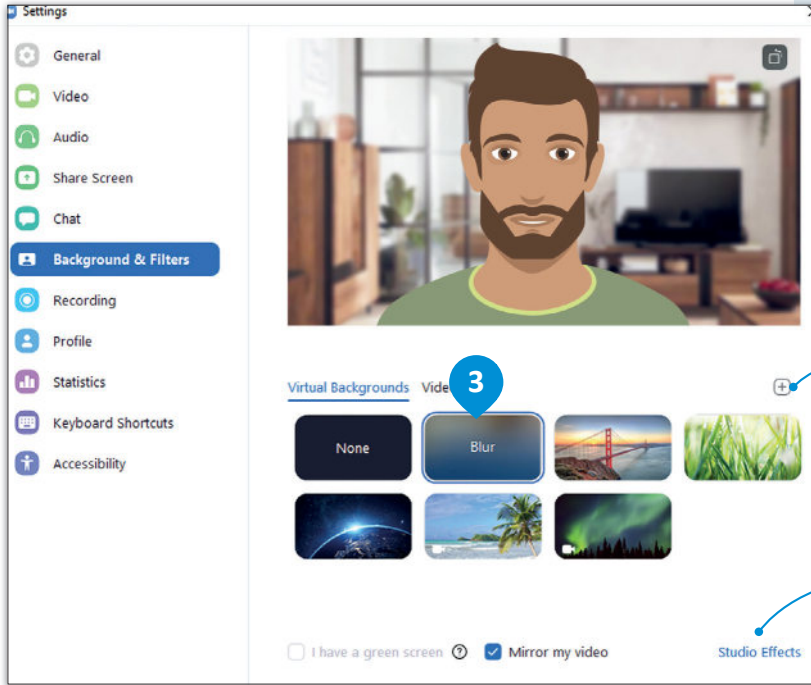 Settings
General
Video
Audio
Share Screen
Chat
Background & Filters
Recording
Profile
Statistics
Keyboard Shortcuts
Accessibility
Virtual Backgrounds Vide
3
None
Blur
I have a green screen ?
Mirror my video
Studio Effects